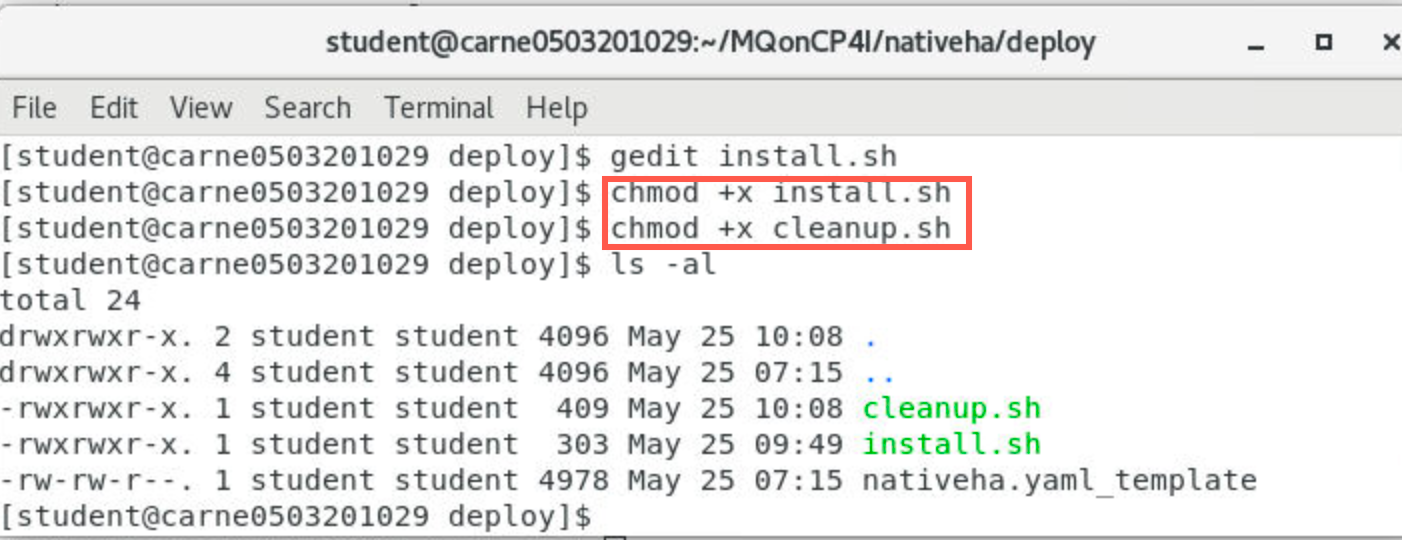 student@carne0503201029:~/MQonCP4I/nativeha/deploy
File Edit View Search Terminal Help
[student@carne0503201029 deploy]$ gedit install.sh
[student@carne0503201029 deploy]$ chmod +x install.sh
[student@carne0503201029 deploy]$ chmod +x cleanup.sh
[student@carne0503201029 deploy]$ ls -al
total 24
drwxrwxr-x. 2 student student 4096 May 25 10:08 .
drwxrwxr-x. 4 student student 4096 May 25 07:15 ..
-rwxrwxr-x. 1 student student  409 May 25 10:08 cleanup.sh
-rwxrwxr-x. 1 student student  303 May 25 09:49 install.sh
-rw-rw-r--. 1 student student 4978 May 25 07:15 nativeha.yaml_template
[student@carne0503201029 deploy]$